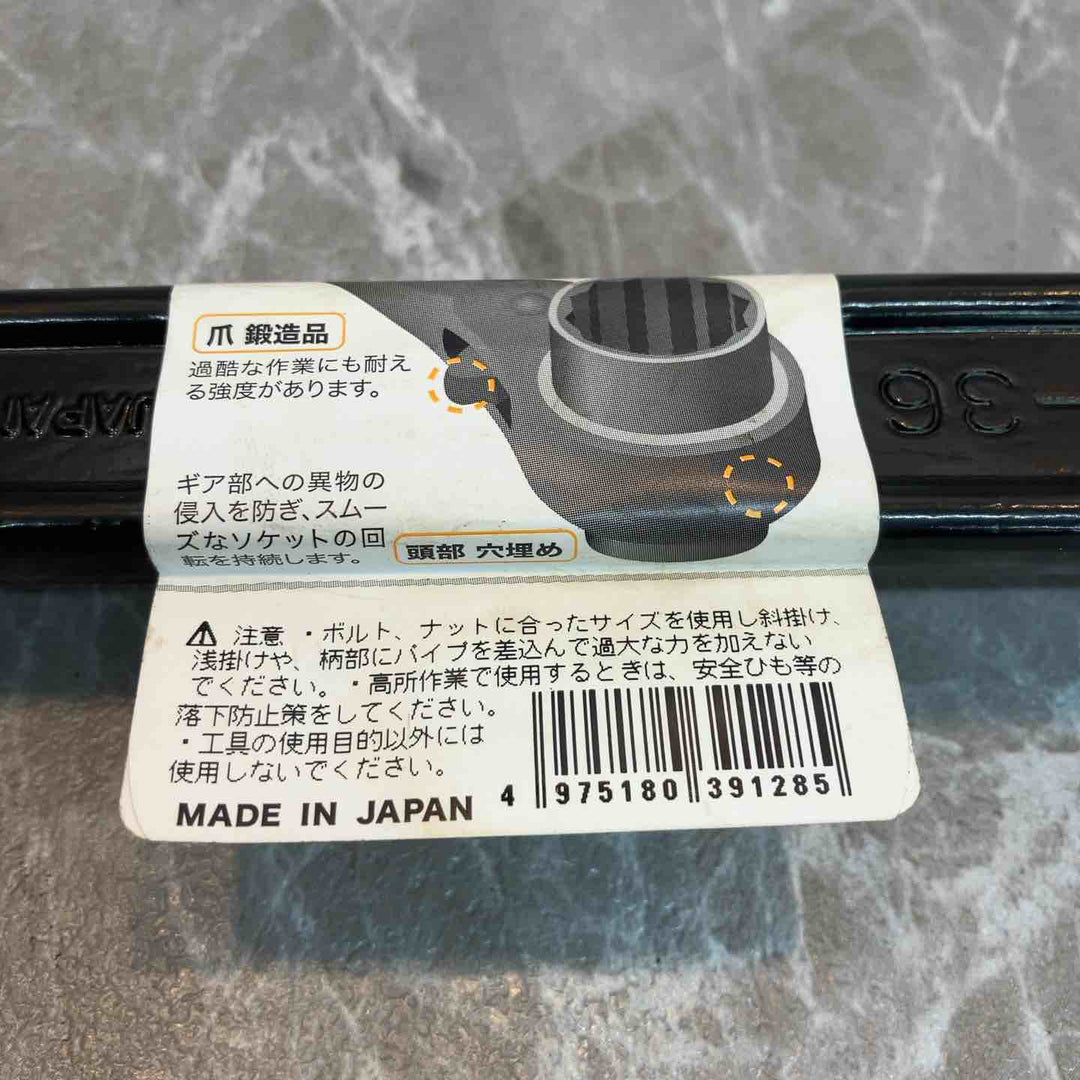 爪 鍛造品
過酷な作業にも耐え
る強度があります。
ギア部への異物の
侵入を防ぎ、スムー
ズなソケットの回
転を持続します。
頭部 穴埋め
JAPAN
36
⚠ 注意 ・ボルト、ナットに合ったサイズを使用し斜掛け、
浅掛けや、柄部にパイプを差込んで過大な力を加えない
でください。・高所作業で使用するときは、安全ひも等の
落下防止策をしてください。
・工具の使用目的以外には
使用しないでください。
MADE IN JAPAN
4 975180 391285